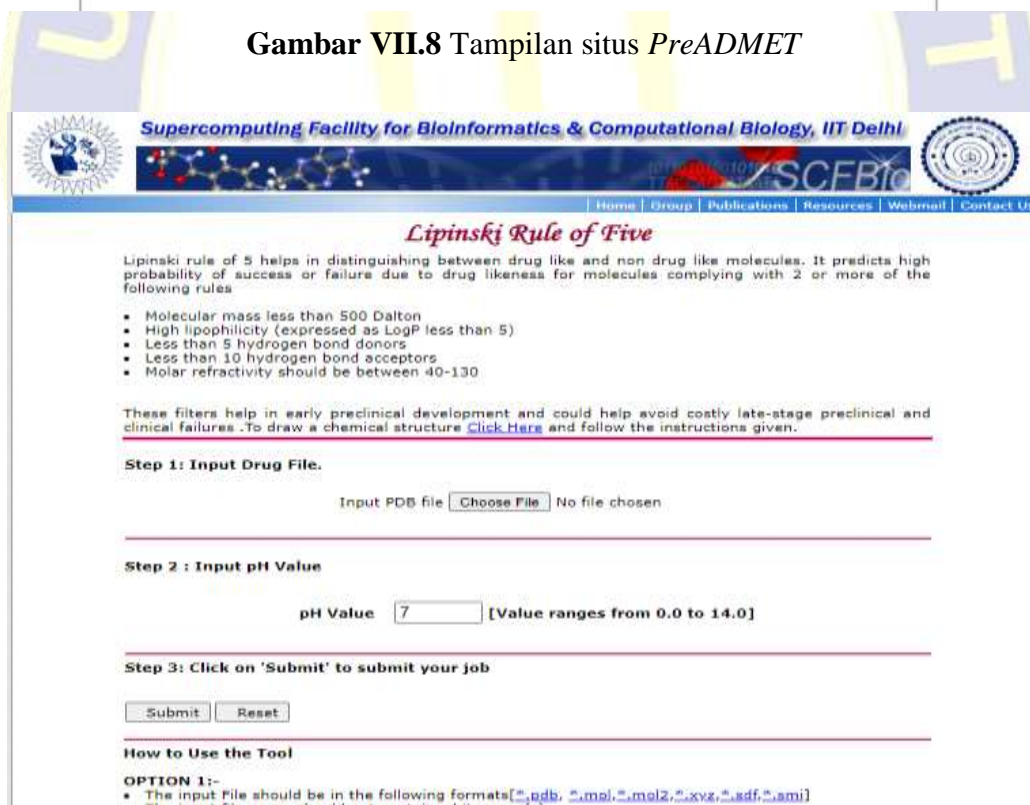 Gambar VII.8 Tampilan situs PreADMET
Supercomputing Facility for Bioinformatics & Computational Biology, IIT Delhi
SCFBio
Home | Group | Publications | Resources | Webmail | Contact Us
Lipinski Rule of Five
Lipinski rule of 5 helps in distinguishing between drug like and non drug like molecules. It predicts high
probability of success or failure due to drug likeness for molecules complying with 2 or more of the
following rules
• Molecular mass less than 500 Dalton
• High lipophilicity (expressed as LogP less than 5)
• Less than 5 hydrogen bond donors
• Less than 10 hydrogen bond acceptors
• Molar refractivity should be between 40-130
These filters help in early preclinical development and could help avoid costly late-stage preclinical and
clinical failures .To draw a chemical structure Click Here and follow the instructions given.
Step 1: Input Drug File.
Input PDB file Choose File No file chosen
Step 2 : Input pH Value
pH Value 7 [Value ranges from 0.0 to 14.0]
Step 3: Click on 'Submit' to submit your job
Submit Reset
How to Use the Tool
OPTION 1:-
• The input File should be in the following formats[*.pdb, *.mol,*.mol2,*.xyz,*.sdf,*.smi]